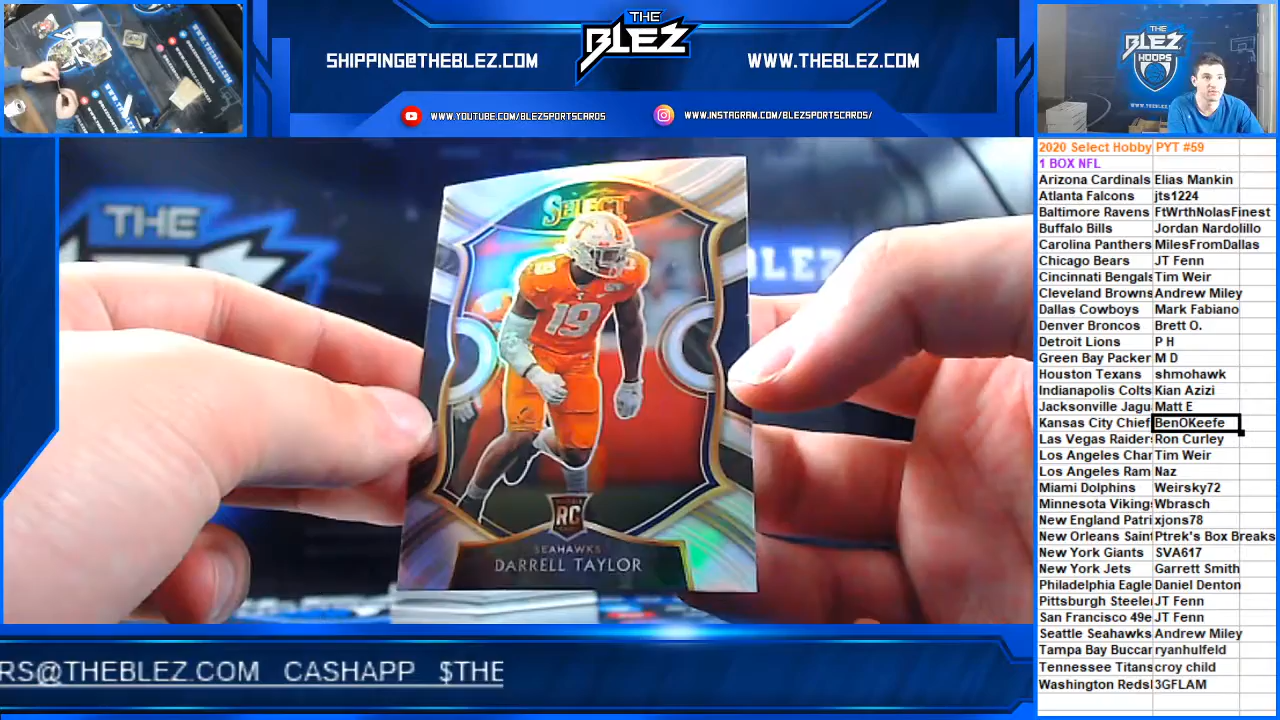 THE
BLEZ
SHIPPING@THEBLEZ.COM
WWW.THEBLEZ.COM
WWW.YOUTUBE.COM/BLEZSPORTSCARDS
WWW.INSTAGRAM.COM/BLEZSPORTSCARDS/
THE
BLEZ
HOOPS
THE
BLEZ
SELECT
19
RC
SEAHAWKS
DARRELL TAYLOR
RS@THEBLEZ.COM CASHAPP $THE
2020 Select Hobby PYT #59
1 BOX NFL
Arizona Cardinals Elias Mankin
Atlanta Falcons jts1224
Baltimore Ravens FtWrthNolasFinest
Buffalo Bills Jordan Nardolillo
Carolina Panthers MilesFromDallas
Chicago Bears JT Fenn
Cincinnati Bengals Tim Weir
Cleveland Browns Andrew Miley
Dallas Cowboys Mark Fabiano
Denver Broncos Brett O.
Detroit Lions P H
Green Bay Packer M D
Houston Texans shmohawk
Indianapolis Colts Kian Azizi
Jacksonville Jagu Matt E
Kansas City Chief BenOKeefe
Las Vegas Raiders Ron Curley
Los Angeles Char Tim Weir
Los Angeles Ram Naz
Miami Dolphins Weirsky72
Minnesota Vikings Wbrasch
New England Patri xjons78
New Orleans Saint Ptrek's Box Breaks
New York Giants SVA617
New York Jets Garrett Smith
Philadelphia Eagle Daniel Denton
Pittsburgh Steele JT Fenn
San Francisco 49e JT Fenn
Seattle Seahawks Andrew Miley
Tampa Bay Buccar ryanhulfeld
Tennessee Titans croy child
Washington Reds 3GFLAM